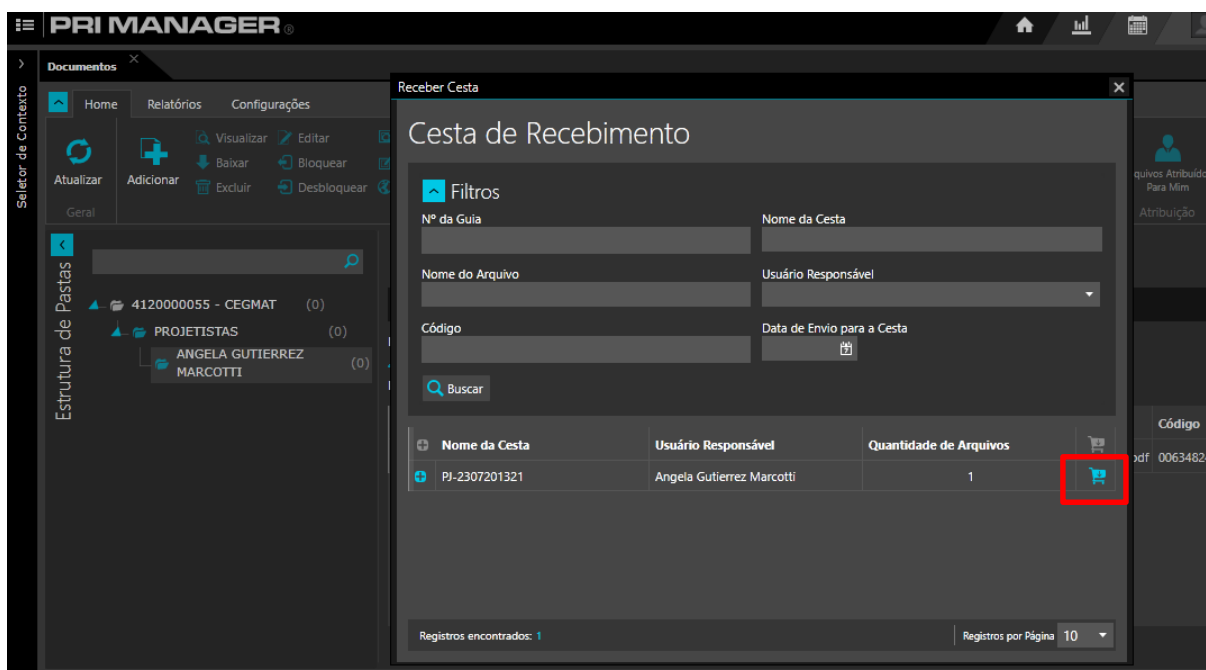 PRI MANAGER®
Documentos
Seletor de Contexto
Home Relatórios Configurações
Atualizar
Adicionar
Visualizar Editar
Baixar Bloquear
Excluir Desbloquear
Geral
Estrutura de Pastas
4120000055 - CEGMAT (0)
PROJETISTAS (0)
ANGELA GUTIERREZ
MARCOTTI (0)
Receber Cesta
Cesta de Recebimento
Filtros
Nº da Guia Nome da Cesta
Nome do Arquivo Usuário Responsável
Código Data de Envio para a Cesta
Buscar
Nome da Cesta Usuário Responsável Quantidade de Arquivos
PJ-2307201321 Angela Gutierrez Marcotti 1
Registros encontrados: 1 Registros por Página 10
quivos Atribuído
Para Mim
Atribuição
Código
pdf 0063482